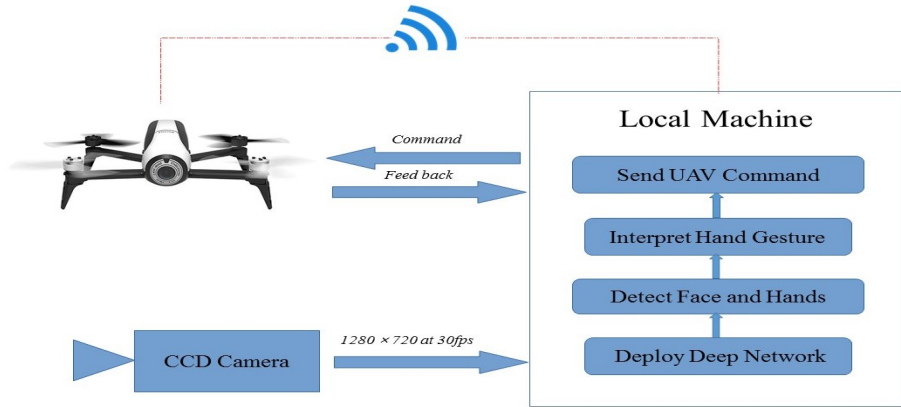 Local Machine
Command
Send UAV Command
Feed back
Interpret Hand Gesture
Detect Face and Hands
1280 × 720 at 30fps
CCD Camera
Deploy Deep Network